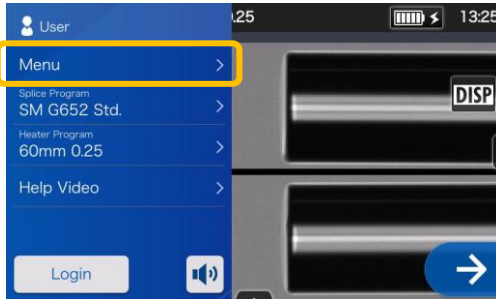 User
.25
13:25
Menu
Splice Program
SM G652 Std.
DISP
Heater Program
60mm 0.25
Help Video
Login